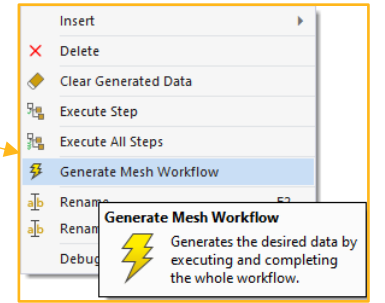 Insert
Delete
Clear Generated Data
Execute Step
Execute All Steps
Generate Mesh Workflow
Rename
Generate Mesh Workflow
Generates the desired data by
executing and completing
the whole workflow.